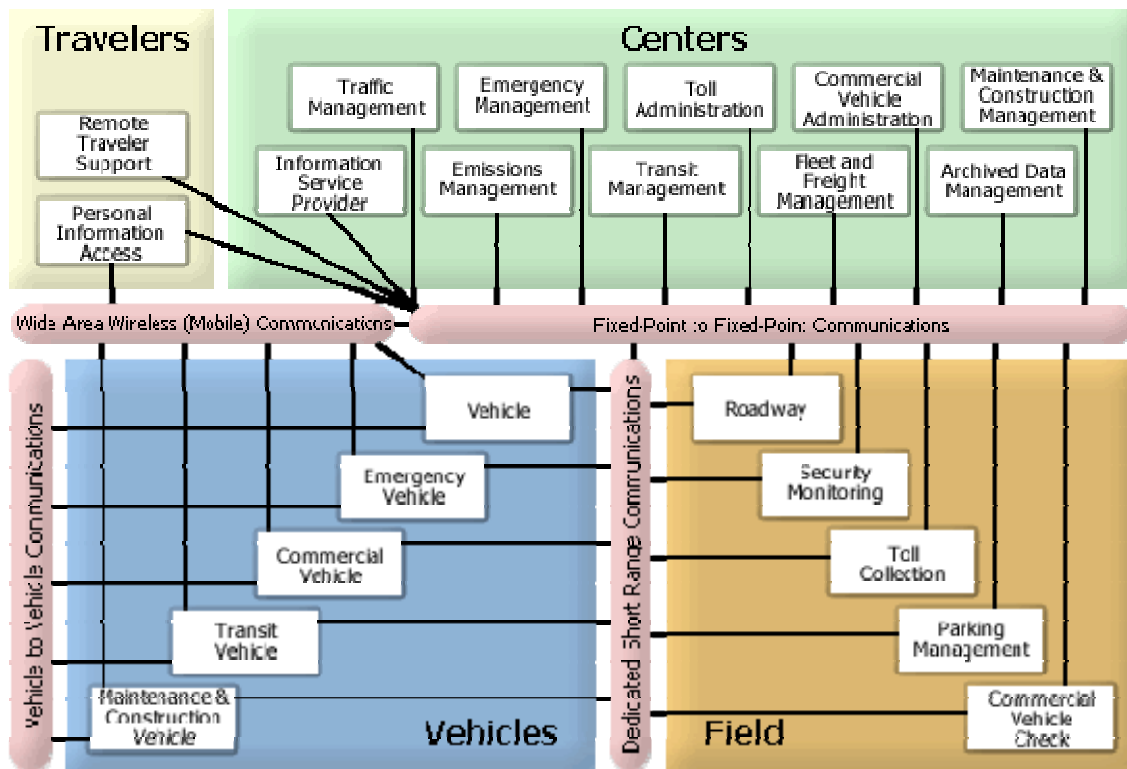 Travelers
Remote
Traveler
Support
Personal
Information
Access
Centers
Traffic
Management
Emergency
Management
Toll
Administration
Commercial
Vehicle
Administration
Maintenance &
Construction
Management
Information
Service
Provider
Emissions
Management
Transit
Management
Fleet and
Freight
Management
Archived Data
Management
Wide Area Wireless (Mobile) Communications
Fixed-Point to Fixed-Point Communications
Vehicle to Vehicle Communications
Vehicle
Emergency
Vehicle
Commercial
Vehicle
Transit
Vehicle
Maintenance &
Construction
Vehicle
Vehicles
Dedicated Short Range Communications
Roadway
Security
Monitoring
Toll
Collection
Parking
Management
Commercial
Vehicle
Check
Field